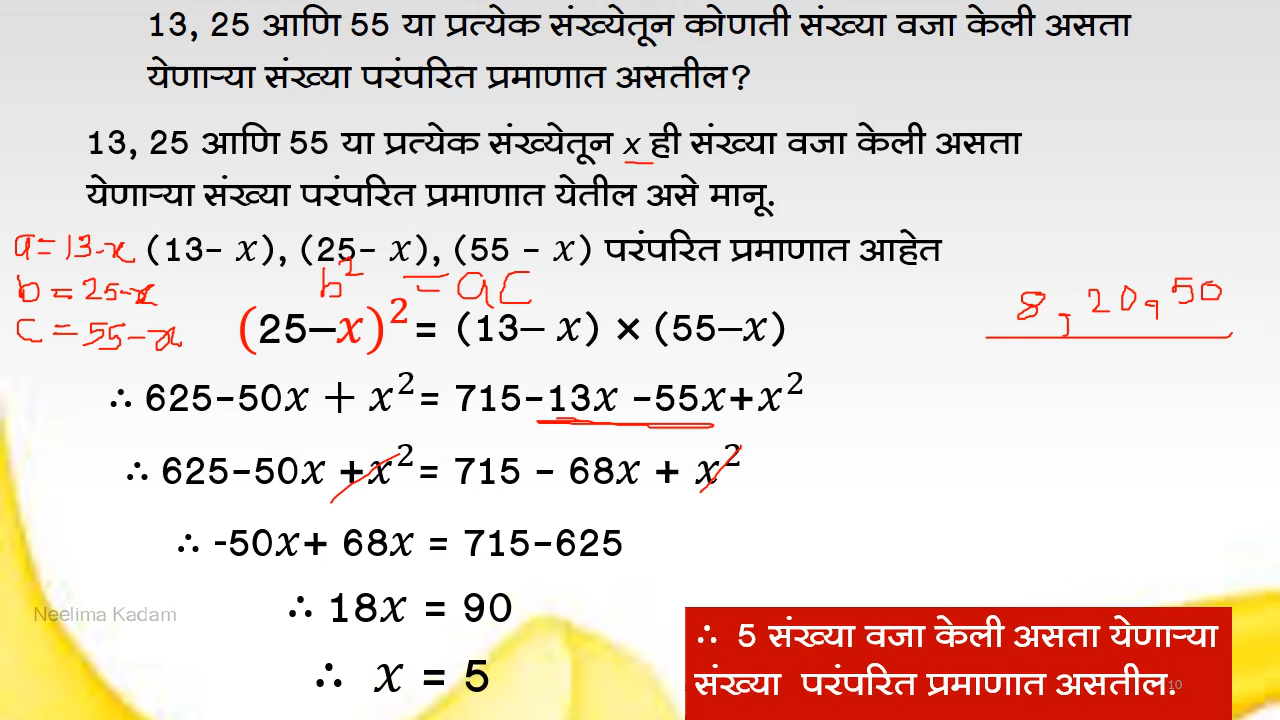 13, 25 आणि 55 या प्रत्येक संख्येतून कोणती संख्या वजा केली असता
येणाऱ्या संख्या परंपरित प्रमाणात असतील?
13, 25 आणि 55 या प्रत्येक संख्येतून x ही संख्या वजा केली असता
येणाऱ्या संख्या परंपरित प्रमाणात येतील असे मानू.
a = 13-x (13– x), (25– x), (55 – x) परंपरित प्रमाणात आहेत
b = 25-x b² = ac
8, 20, 50
c = 55-x (25–x)² = (13– x) × (55–x)
∴ 625–50x + x² = 715–13x –55x+x²
∴ 625–50x +x² = 715 – 68x + x²
∴ -50x+ 68x = 715–625
∴ 18x = 90
Neelima Kadam
∴ x = 5
∴ 5 संख्या वजा केली असता येणाऱ्या
संख्या परंपरित प्रमाणात असतील.
10